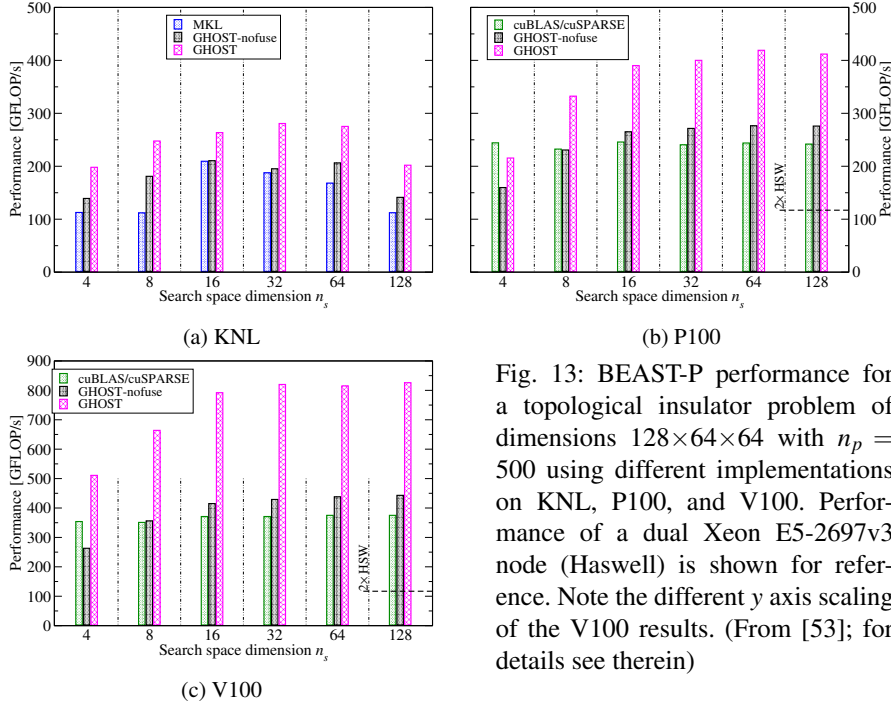 500
400
300
200
100
0
Performance [GFLOP/s]
MKL
GHOST-nofuse
GHOST
4 8 16 32 64 128
Search space dimension n_s
(a) KNL
cuBLAS/cuSPARSE
GHOST-nofuse
GHOST
2× HSW
500
400
300
200
100
0
Performance [GFLOP/s]
4 8 16 32 64 128
Search space dimension n_s
(b) P100
900
800
700
600
500
400
300
200
100
0
Performance [GFLOP/s]
cuBLAS/cuSPARSE
GHOST-nofuse
GHOST
2× HSW
4 8 16 32 64 128
Search space dimension n_s
(c) V100
Fig. 13: BEAST-P performance for
a topological insulator problem of
dimensions 128×64×64 with n_p =
500 using different implementations
on KNL, P100, and V100. Perfor-
mance of a dual Xeon E5-2697v3
node (Haswell) is shown for refer-
ence. Note the different y axis scaling
of the V100 results. (From [53]; for
details see therein)